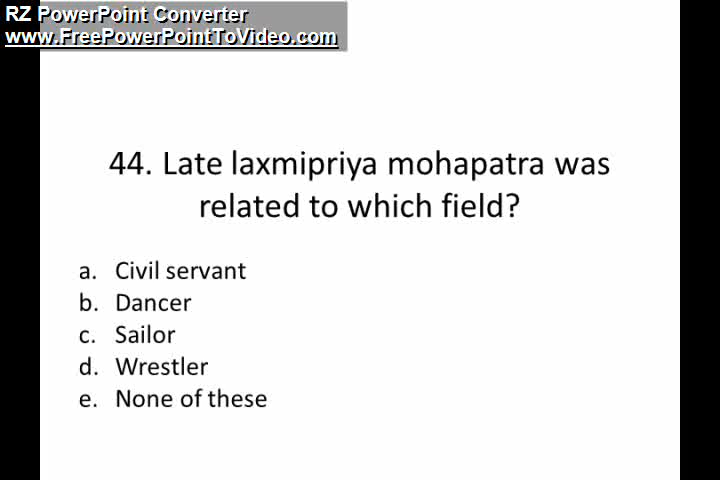 RZ PowerPoint Converter
www.FreePowerPointToVideo.com
44. Late laxmipriya mohapatra was
related to which field?
a. Civil servant
b. Dancer
c. Sailor
d. Wrestler
e. None of these